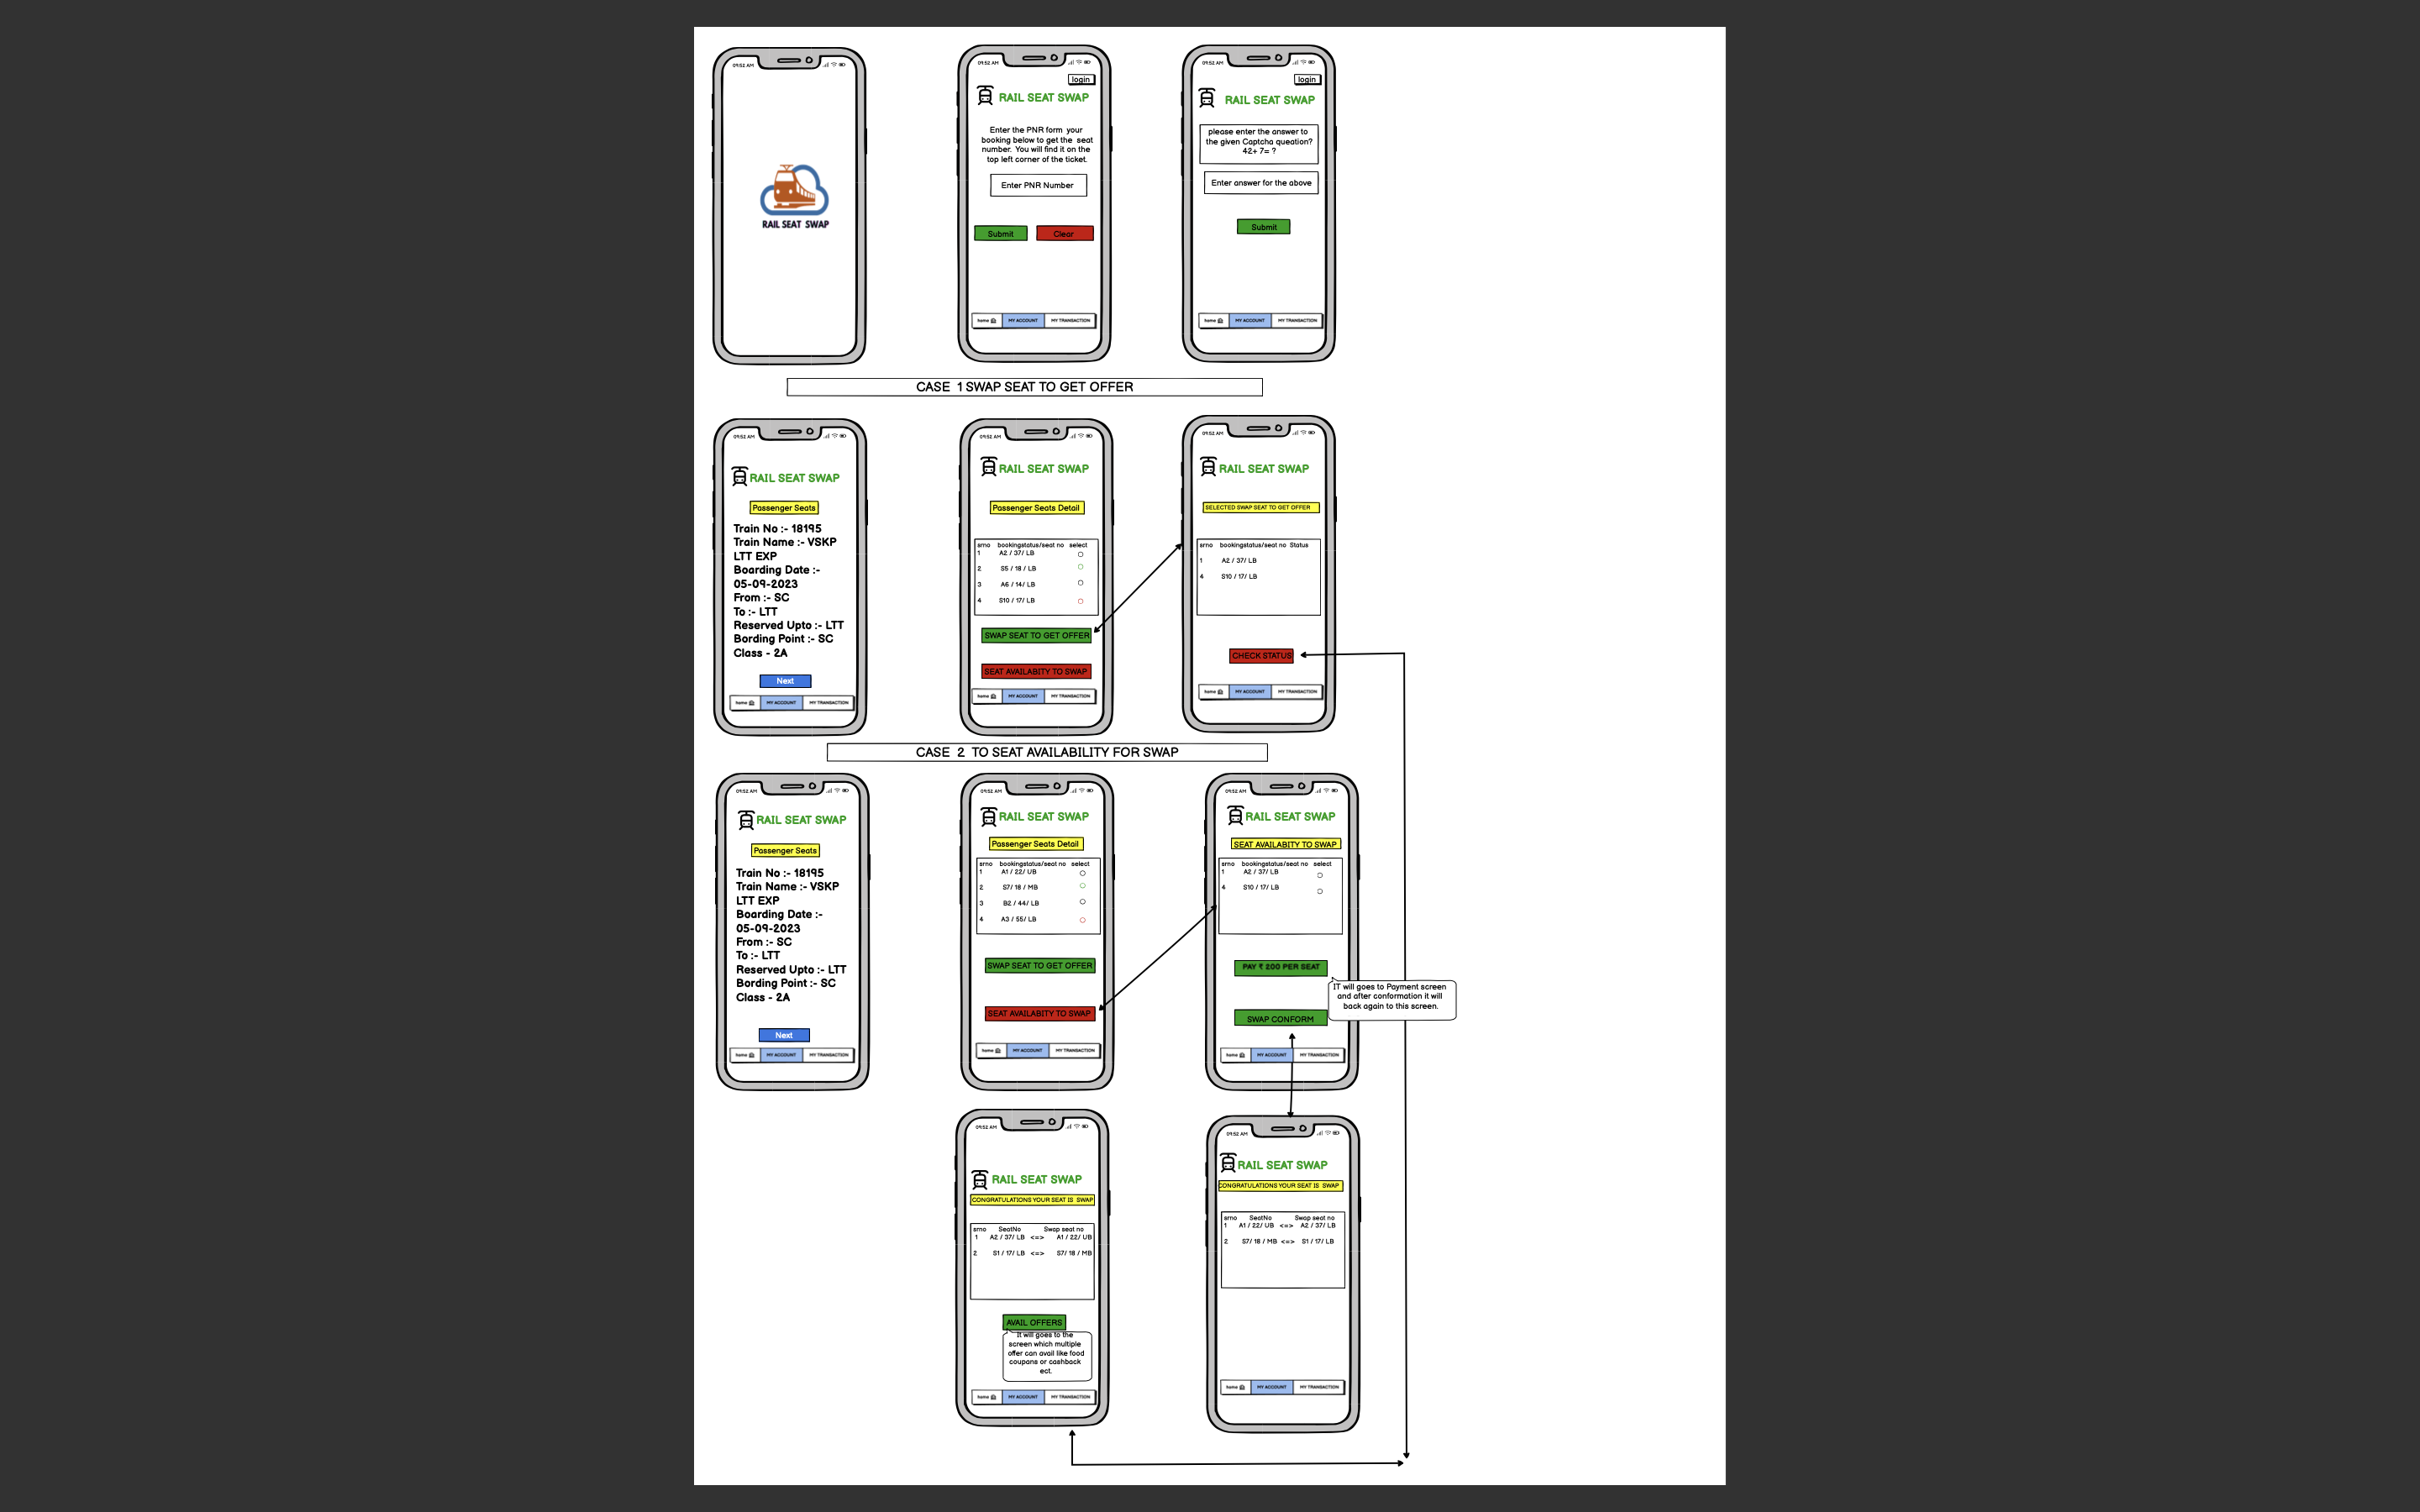 09:52 AM
RAIL SEAT SWAP
09:52 AM
login
RAIL SEAT SWAP
Enter the PNR form your
booking below to get the seat
number. You will find it on the
top left corner of the ticket.
Enter PNR Number
Submit
Clear
home
MY ACCOUNT
MY TRANSACTION
09:52 AM
login
RAIL SEAT SWAP
please enter the answer to
the given Captcha queation?
42+ 7= ?
Enter answer for the above
Submit
home
MY ACCOUNT
MY TRANSACTION
CASE 1 SWAP SEAT TO GET OFFER
09:52 AM
RAIL SEAT SWAP
Passenger Seats
Train No :- 18195
Train Name :- VSKP
LTT EXP
Boarding Date :-
05-09-2023
From :- SC
To :- LTT
Reserved Upto :- LTT
Bording Point :- SC
Class - 2A
Next
home
MY ACCOUNT
MY TRANSACTION
09:52 AM
RAIL SEAT SWAP
Passenger Seats Detail
srno bookingstatus/seat no select
1 A2 / 37/ LB
2 S5 / 18 / LB
3 A6 / 14/ LB
4 S10 / 17/ LB
SWAP SEAT TO GET OFFER
SEAT AVAILABITY TO SWAP
home
MY ACCOUNT
MY TRANSACTION
09:52 AM
RAIL SEAT SWAP
SELECTED SWAP SEAT TO GET OFFER
srno bookingstatus/seat no Status
1 A2 / 37/ LB
4 S10 / 17/ LB
CHECK STATUS
home
MY ACCOUNT
MY TRANSACTION
CASE 2 TO SEAT AVAILABILITY FOR SWAP
09:52 AM
RAIL SEAT SWAP
Passenger Seats
Train No :- 18195
Train Name :- VSKP
LTT EXP
Boarding Date :-
05-09-2023
From :- SC
To :- LTT
Reserved Upto :- LTT
Bording Point :- SC
Class - 2A
Next
home
MY ACCOUNT
MY TRANSACTION
09:52 AM
RAIL SEAT SWAP
Passenger Seats Detail
srno bookingstatus/seat no select
1 A1 / 22/ UB
2 S7/ 18 / MB
3 B2 / 44/ LB
4 A3 / 55/ LB
SWAP SEAT TO GET OFFER
SEAT AVAILABITY TO SWAP
home
MY ACCOUNT
MY TRANSACTION
09:52 AM
RAIL SEAT SWAP
SEAT AVAILABITY TO SWAP
srno bookingstatus/seat no select
1 A2 / 37/ LB
4 S10 / 17/ LB
PAY ₹ 200 PER SEAT
IT will goes to Payment screen
and after conformation it will
back again to this screen.
SWAP CONFORM
home
MY ACCOUNT
MY TRANSACTION
09:52 AM
RAIL SEAT SWAP
CONGRATULATIONS YOUR SEAT IS SWAP
srno SeatNo Swap seat no
1 A2 / 37/ LB <=> A1 / 22/ UB
2 S1 / 17/ LB <=> S7/ 18 / MB
AVAIL OFFERS
It will goes to the
screen which multiple
offer can avail like food
coupans or cashback
ect.
home
MY ACCOUNT
MY TRANSACTION
09:52 AM
RAIL SEAT SWAP
CONGRATULATIONS YOUR SEAT IS SWAP
srno SeatNo Swap seat no
1 A1 / 22/ UB <=> A2 / 37/ LB
2 S7/ 18 / MB <=> S1 / 17/ LB
home
MY ACCOUNT
MY TRANSACTION